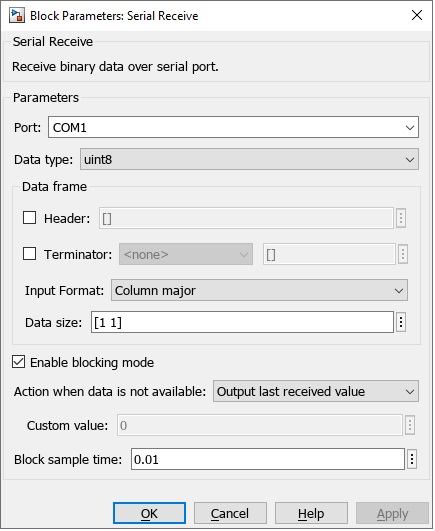 Block Parameters: Serial Receive
Serial Receive
Receive binary data over serial port.
Parameters
Port: COM1
Data type: uint8
Data frame
Header: []
Terminator: <none> []
Input Format: Column major
Data size: [1 1]
Enable blocking mode
Action when data is not available: Output last received value
Custom value: 0
Block sample time: 0.01
OK Cancel Help Apply